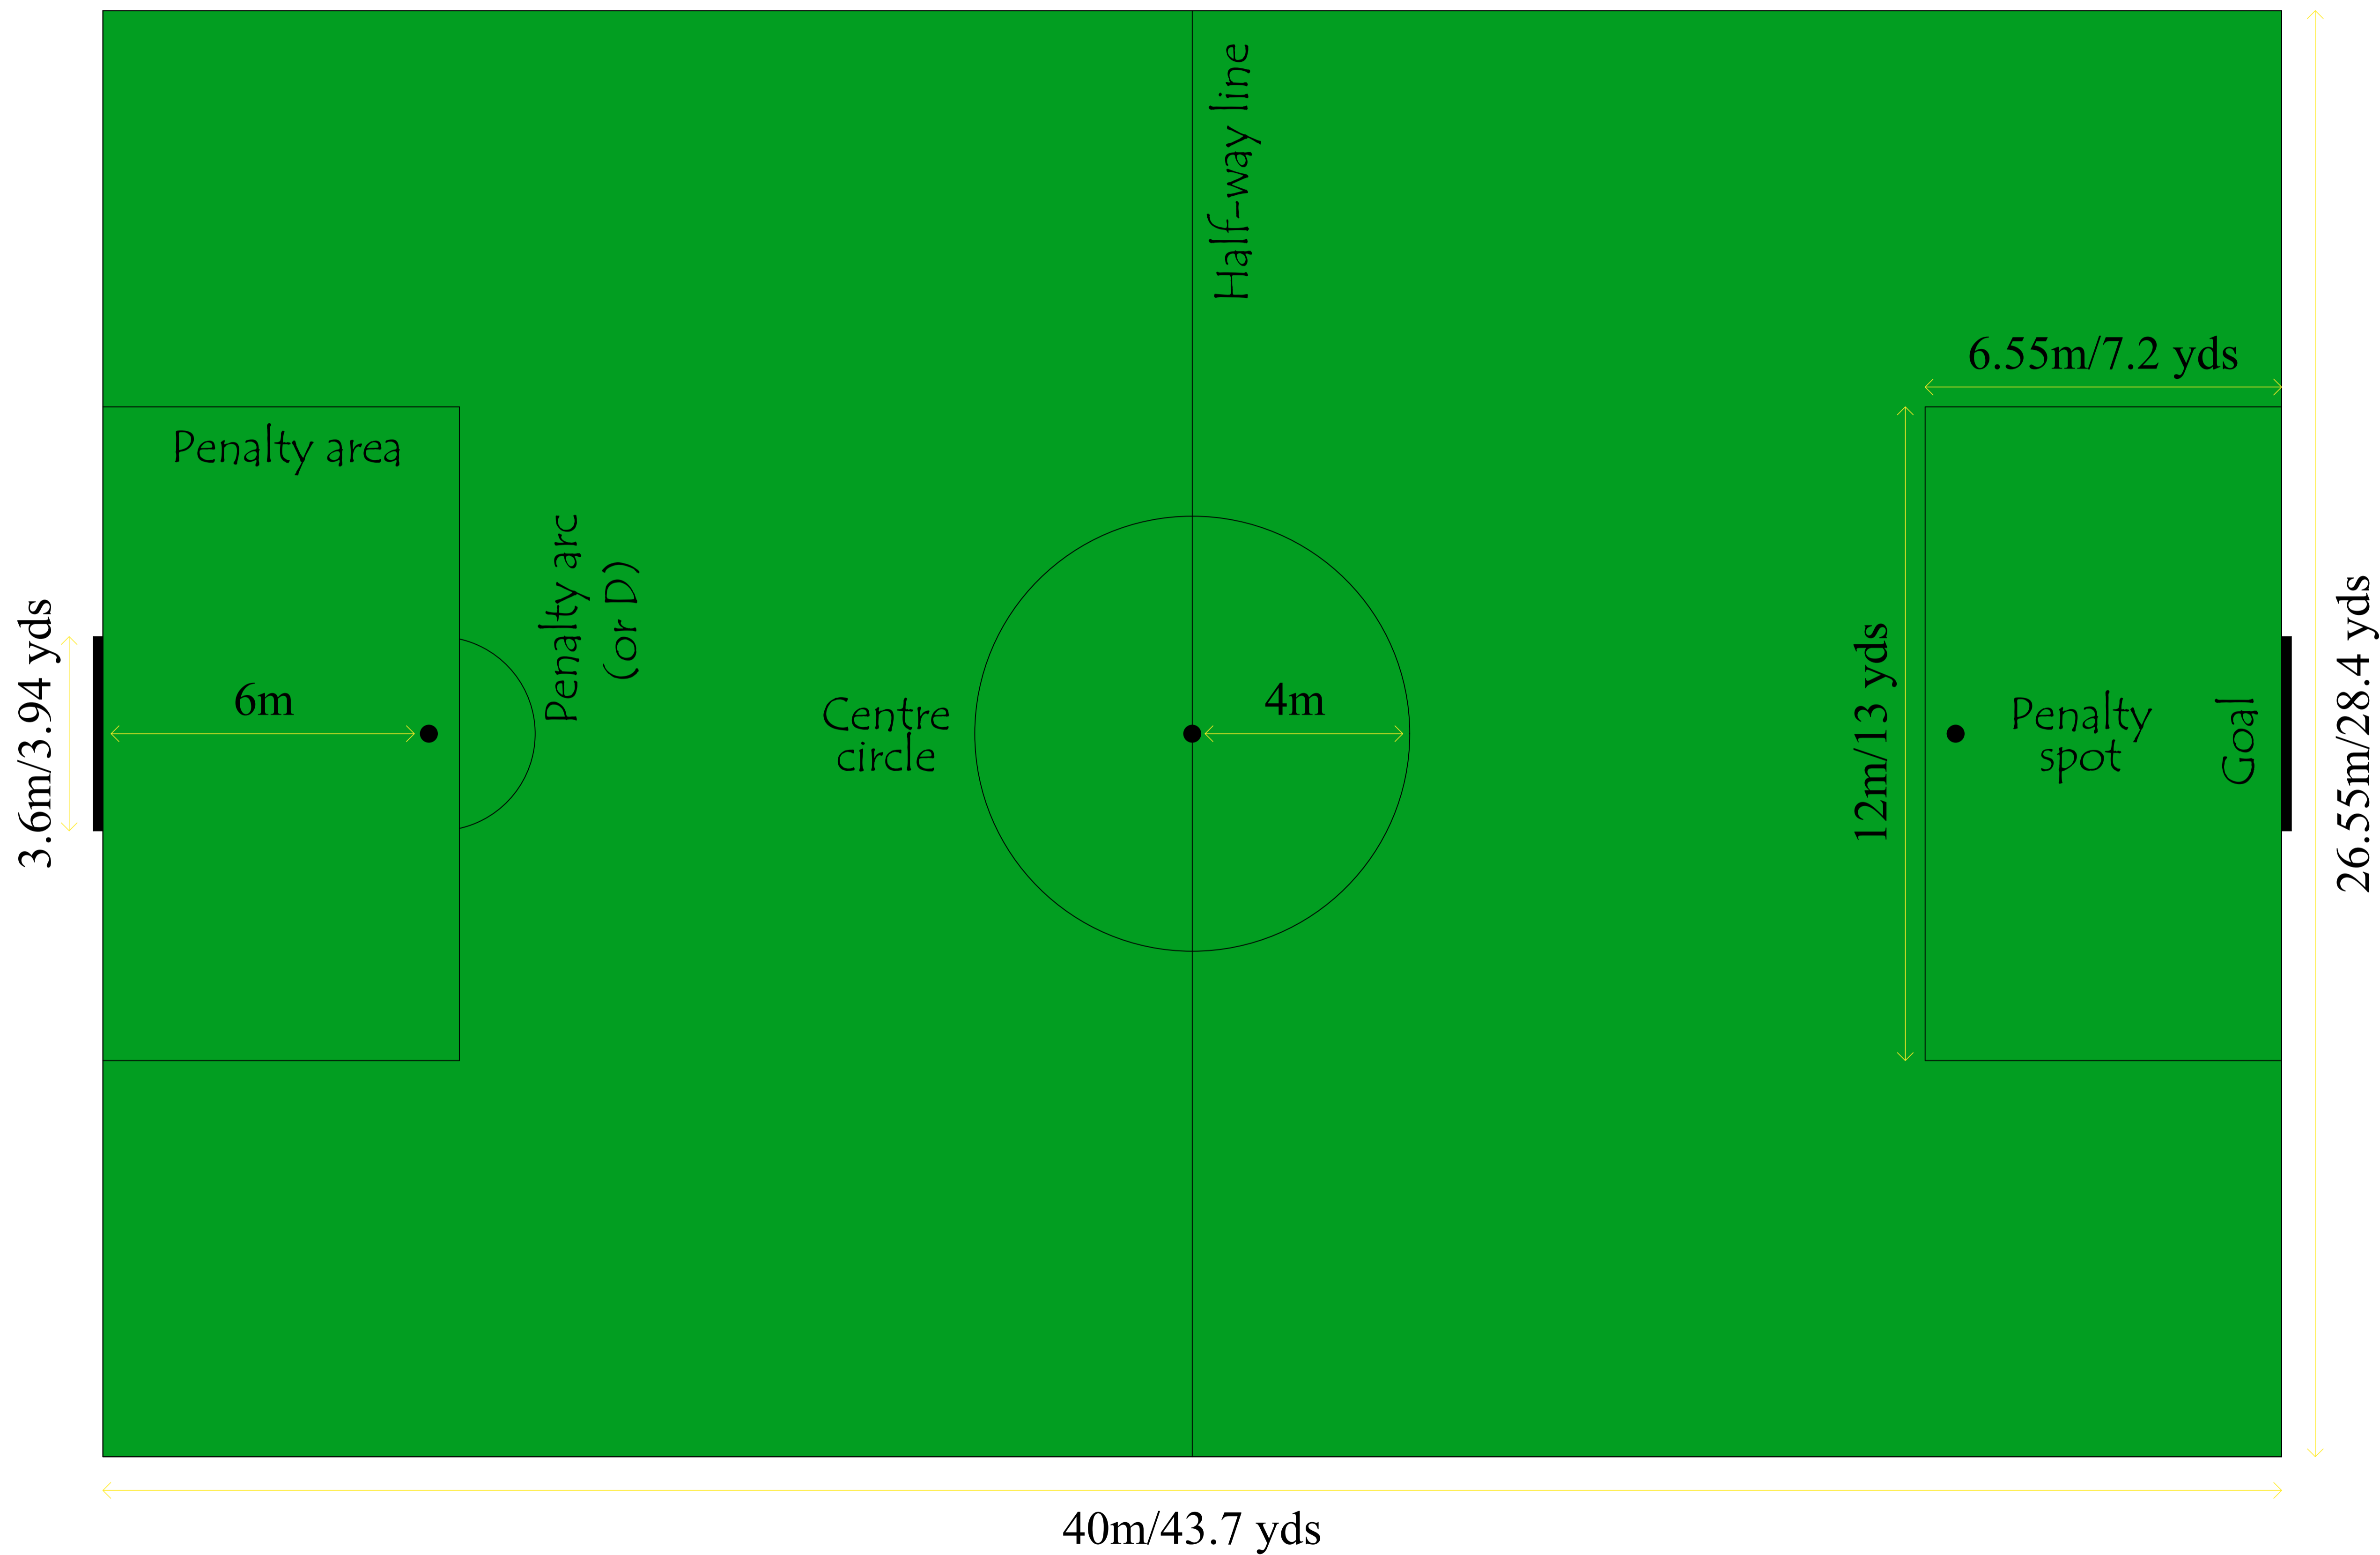 Half-way line
6.55m/7.2 yds
Penalty area
Penalty arc
(or D)
3.6m/3.94 yds
6m
Centre
circle
4m
12m/13 yds
Penalty
spot
Goal
26.55m/28.4 yds
40m/43.7 yds